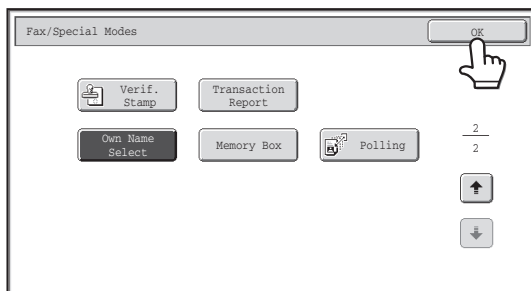 Fax/Special Modes
OK
Verif.
Stamp
Transaction
Report
Own Name
Select
Memory Box
Polling
2
2